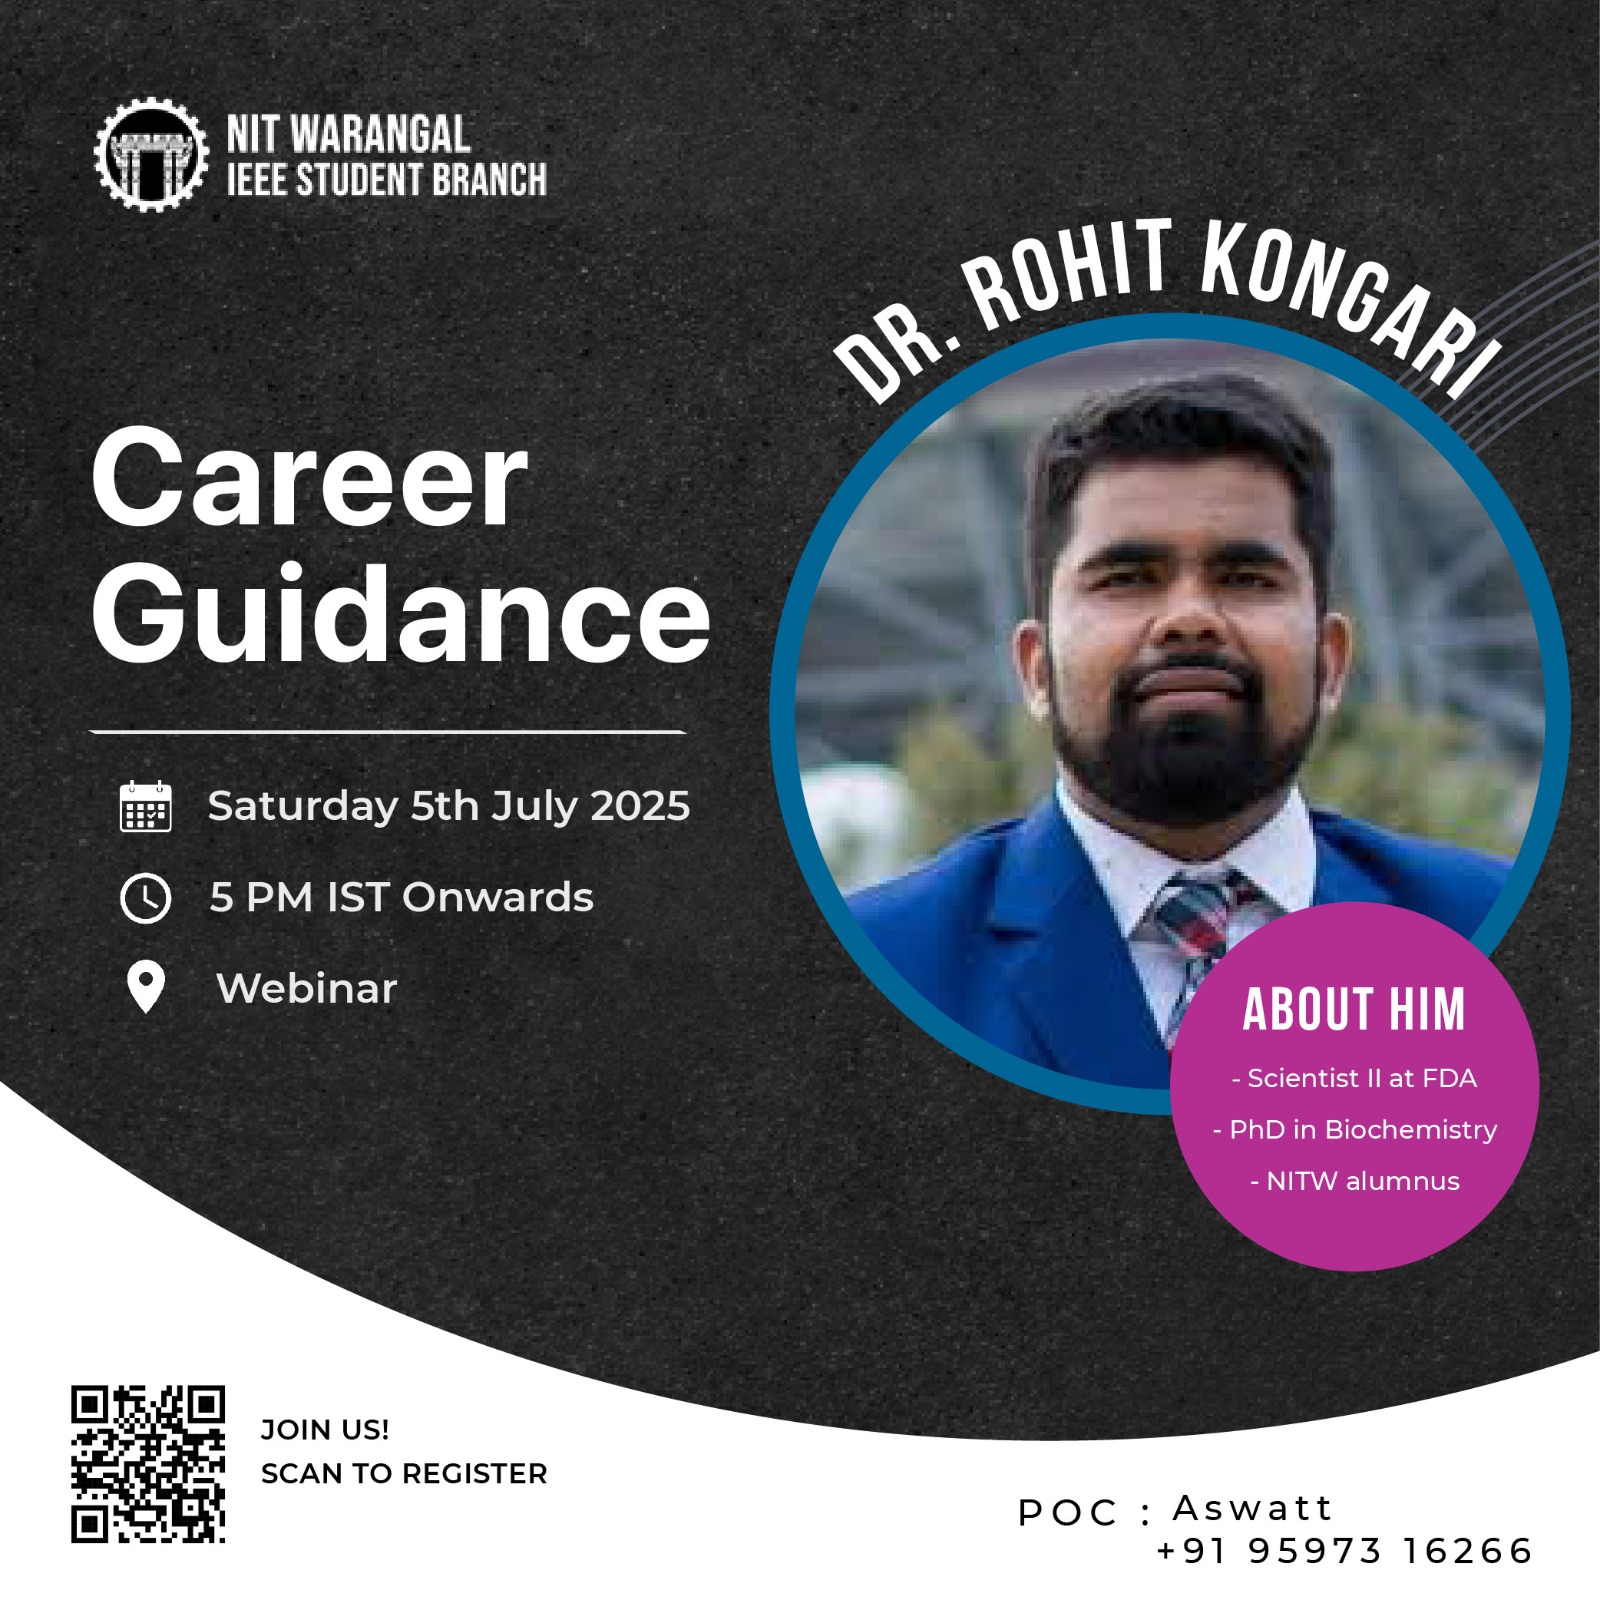 NIT WARANGAL
IEEE STUDENT BRANCH
DR. ROHIT KONGARI
Career
Guidance
Saturday 5th July 2025
5 PM IST Onwards
Webinar
ABOUT HIM
- Scientist II at FDA
- PhD in Biochemistry
- NITW alumnus
JOIN US!
SCAN TO REGISTER
POC : Aswatt
+91 95973 16266